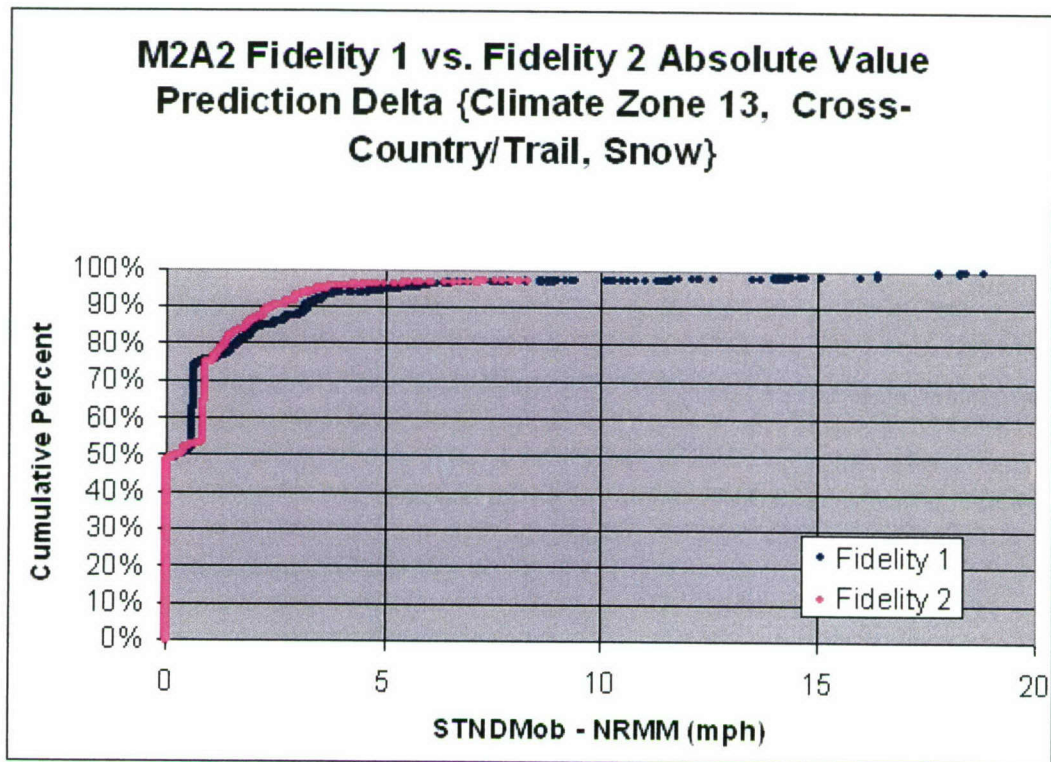 M2A2 Fidelity 1 vs. Fidelity 2 Absolute Value
Prediction Delta {Climate Zone 13, Cross-
Country/Trail, Snow}
100%
90%
80%
70%
60%
50%
40%
30%
20%
10%
0%
Cumulative Percent
Fidelity 1
Fidelity 2
0
5
10
15
20
STNDMob - NRMM (mph)